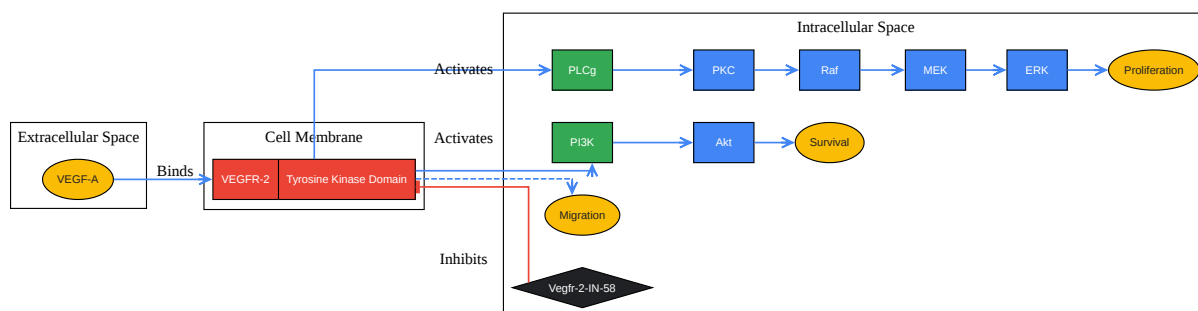 Intracellular Space
Activates
PLCg
PKC
Raf
MEK
ERK
Proliferation
Extracellular Space
Cell Membrane
Activates
PI3K
Akt
Survival
VEGF-A
Binds
VEGFR-2
Tyrosine Kinase Domain
Migration
Inhibits
Vegfr-2-IN-58